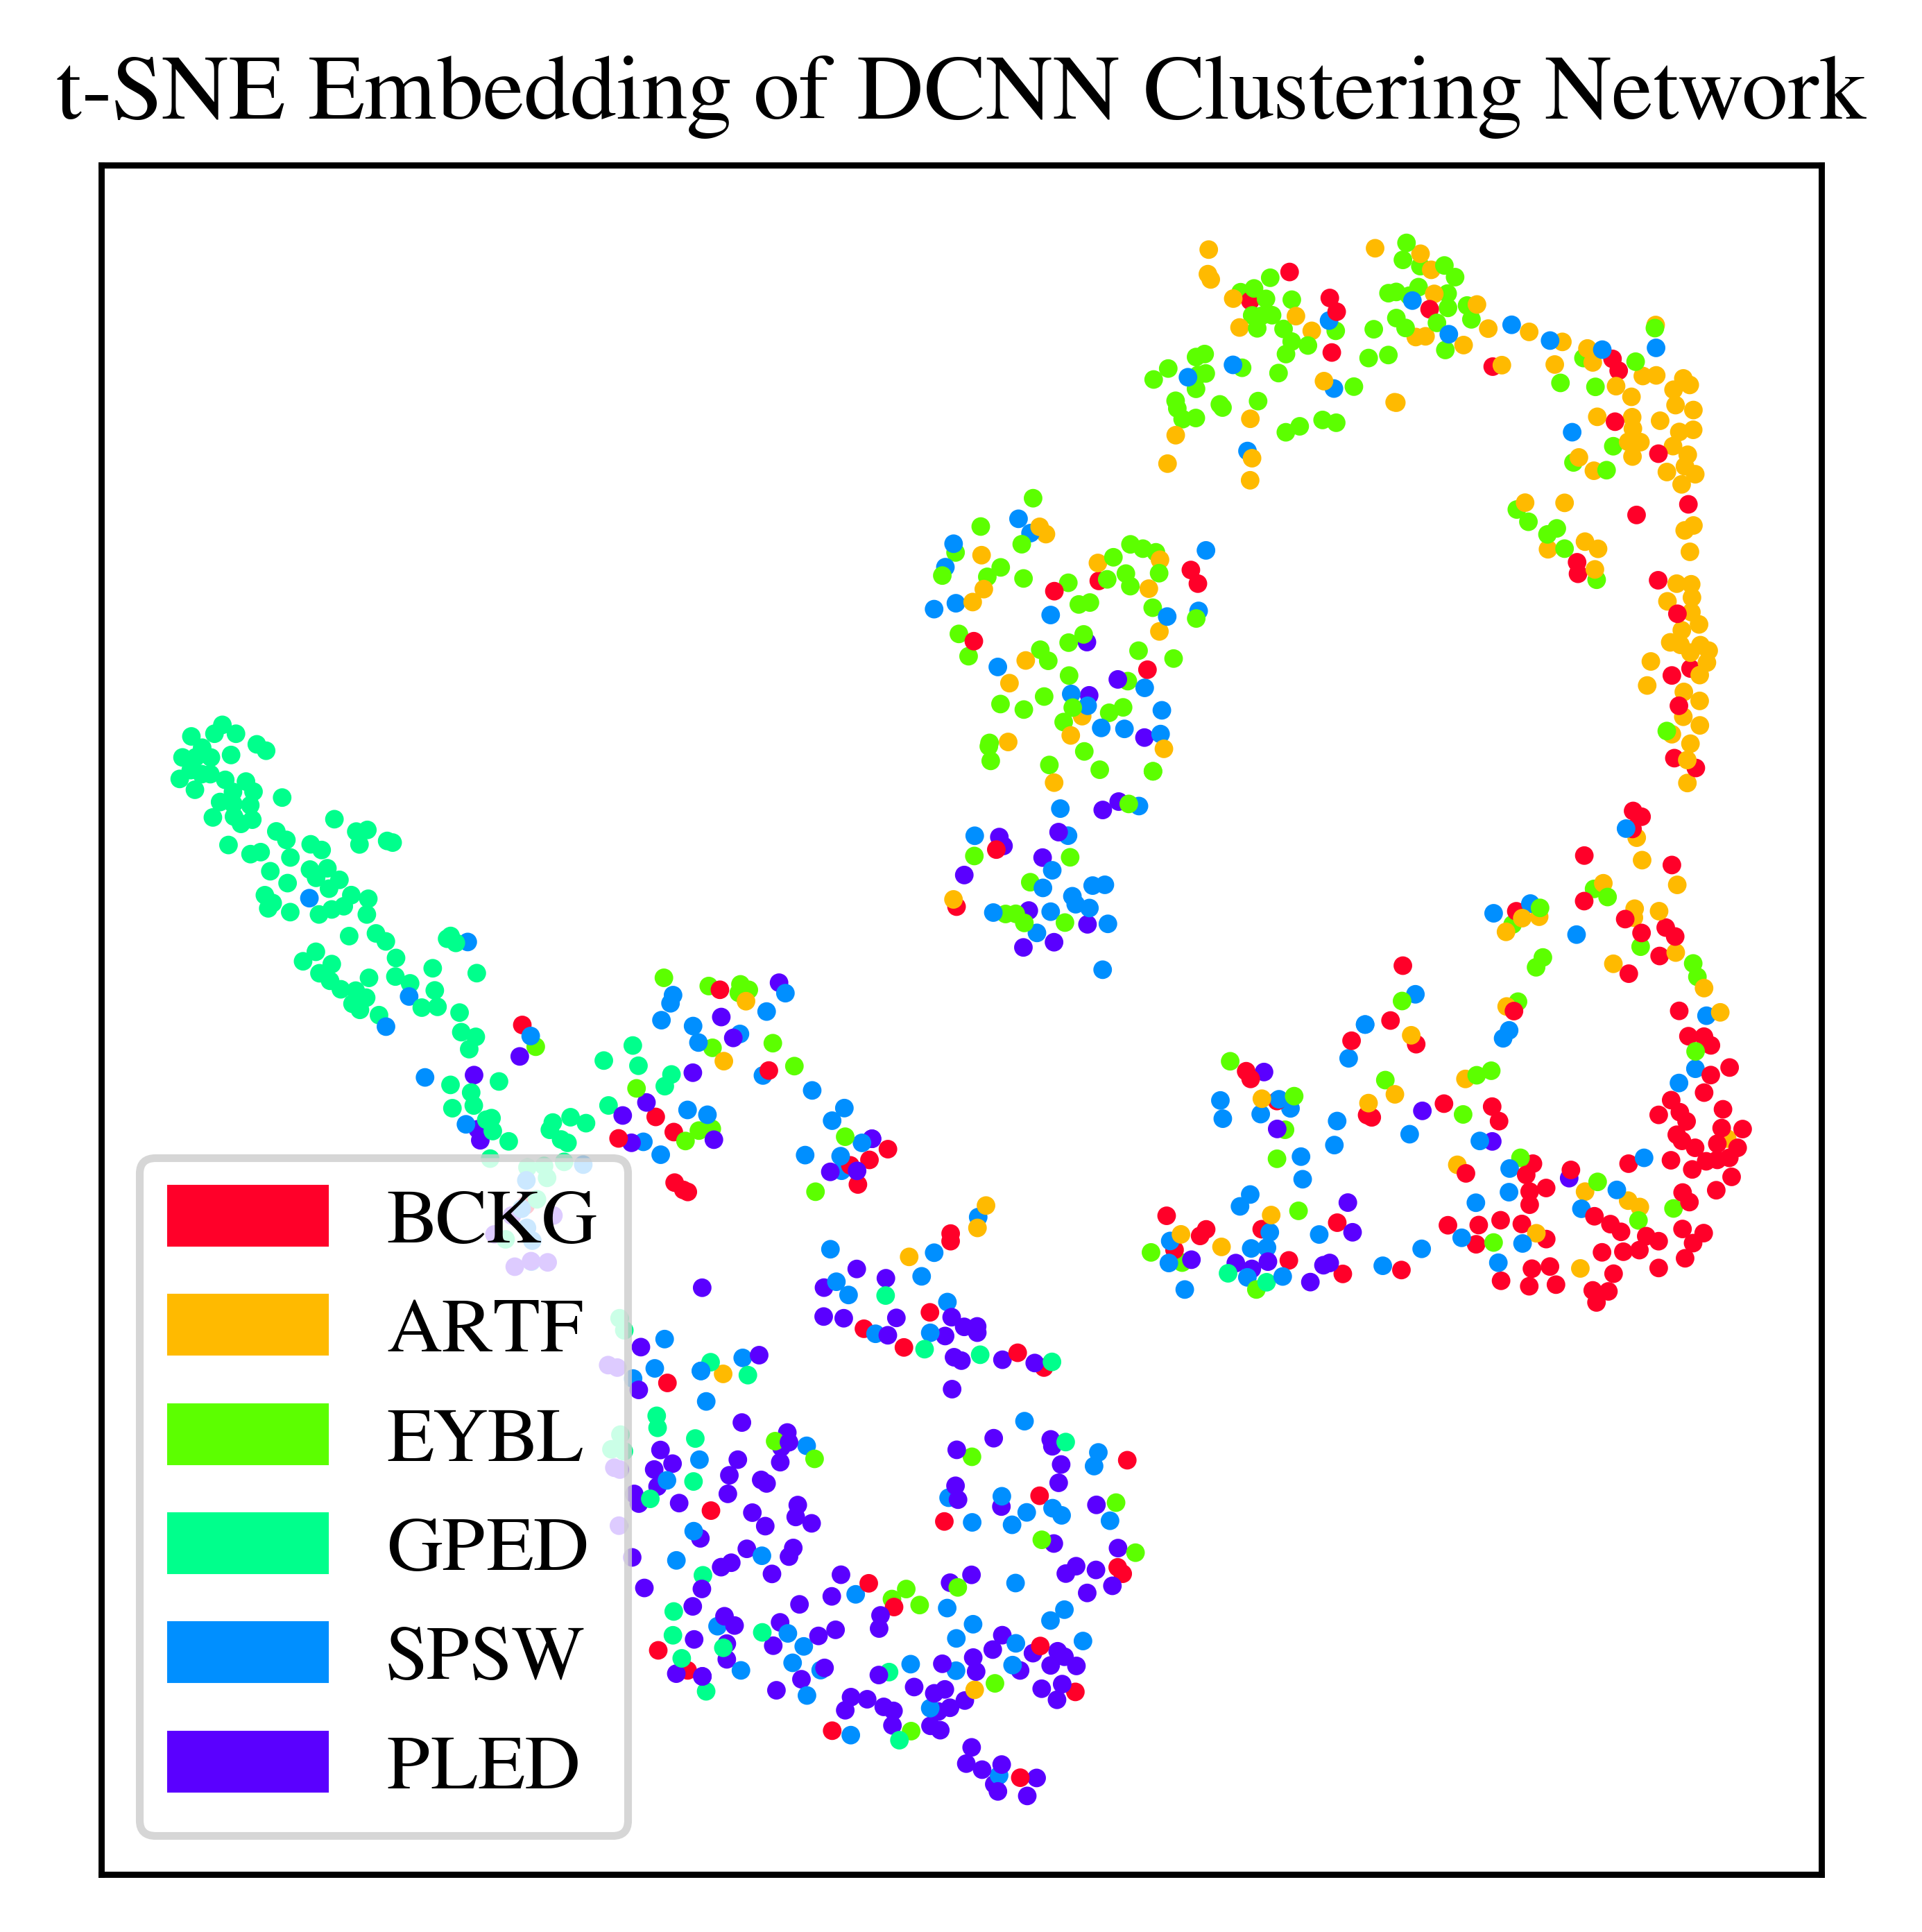 t-SNE Embedding of DCNN Clustering Network
BCKG
ARTF
EYBL
GPED
SPSW
PLED